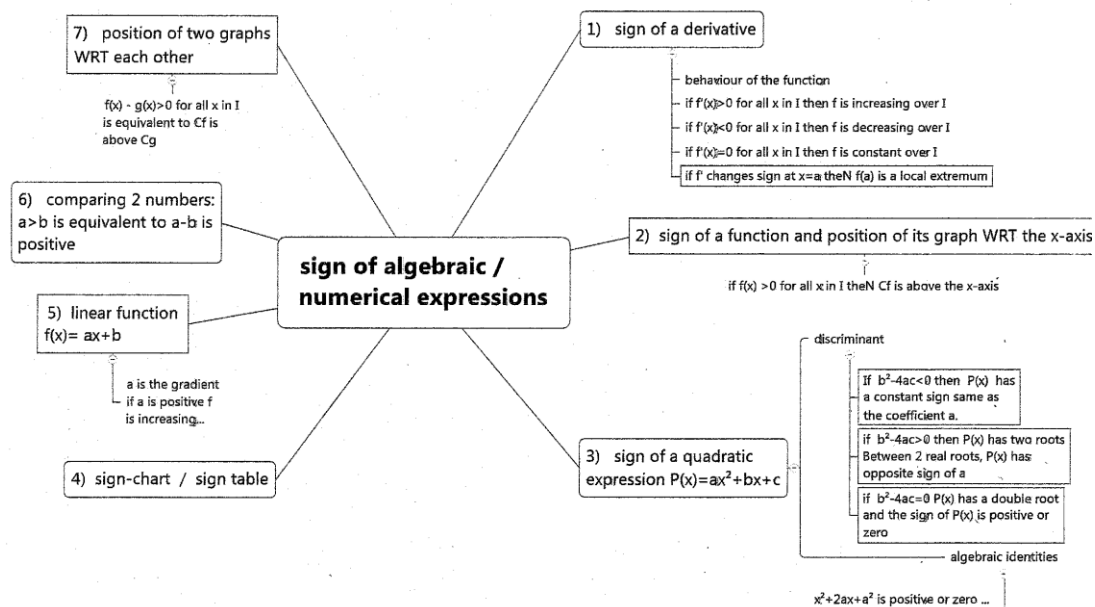 7) position of two graphs
WRT each other
f(x) - g(x)>0 for all x in I
is equivalent to Cf is
above Cg
1) sign of a derivative
behaviour of the function
if f'(x)>0 for all x in I then f is increasing over I
if f'(x)<0 for all x in I then f is decreasing over I
if f'(x)=0 for all x in I then f is constant over I
if f' changes sign at x=a theN f(a) is a local extremum
6) comparing 2 numbers:
a>b is equivalent to a-b is
positive
2) sign of a function and position of its graph WRT the x-axis
if f(x) >0 for all x in I theN Cf is above the x-axis
sign of algebraic /
numerical expressions
5) linear function
f(x)= ax+b
a is the gradient
if a is positive f
is increasing...
4) sign-chart / sign table
3) sign of a quadratic
expression P(x)=ax²+bx+c
discriminant
If b²-4ac<0 then P(x) has
a constant sign same as
the coefficient a.
if b²-4ac>0 then P(x) has two roots
Between 2 real roots, P(x) has
opposite sign of a
if b²-4ac=0 P(x) has a double root
and the sign of P(x) is positive or
zero
algebraic identities
x²+2ax+a² is positive or zero ...